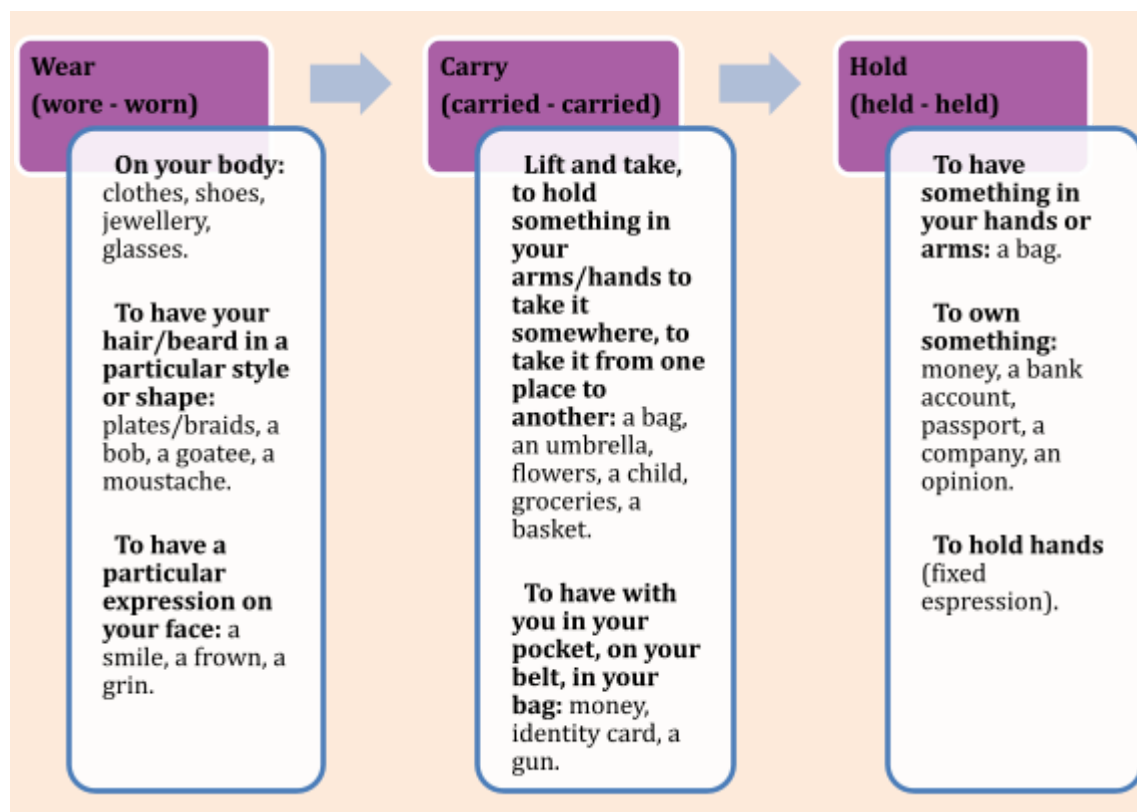 Wear
(wore - worn)
On your body:
clothes, shoes,
jewellery,
glasses.
To have your
hair/beard in a
particular style
or shape:
plates/braids, a
bob, a goatee, a
moustache.
To have a
particular
expression on
your face: a
smile, a frown, a
grin.
Carry
(carried - carried)
Lift and take,
to hold
something in
your
arms/hands to
take it
somewhere, to
take it from one
place to
another: a bag,
an umbrella,
flowers, a child,
groceries, a
basket.
To have with
you in your
pocket, on your
belt, in your
bag: money,
identity card, a
gun.
Hold
(held - held)
To have
something in
your hands or
arms: a bag.
To own
something:
money, a bank
account,
passport, a
company, an
opinion.
To hold hands
(fixed
espression).